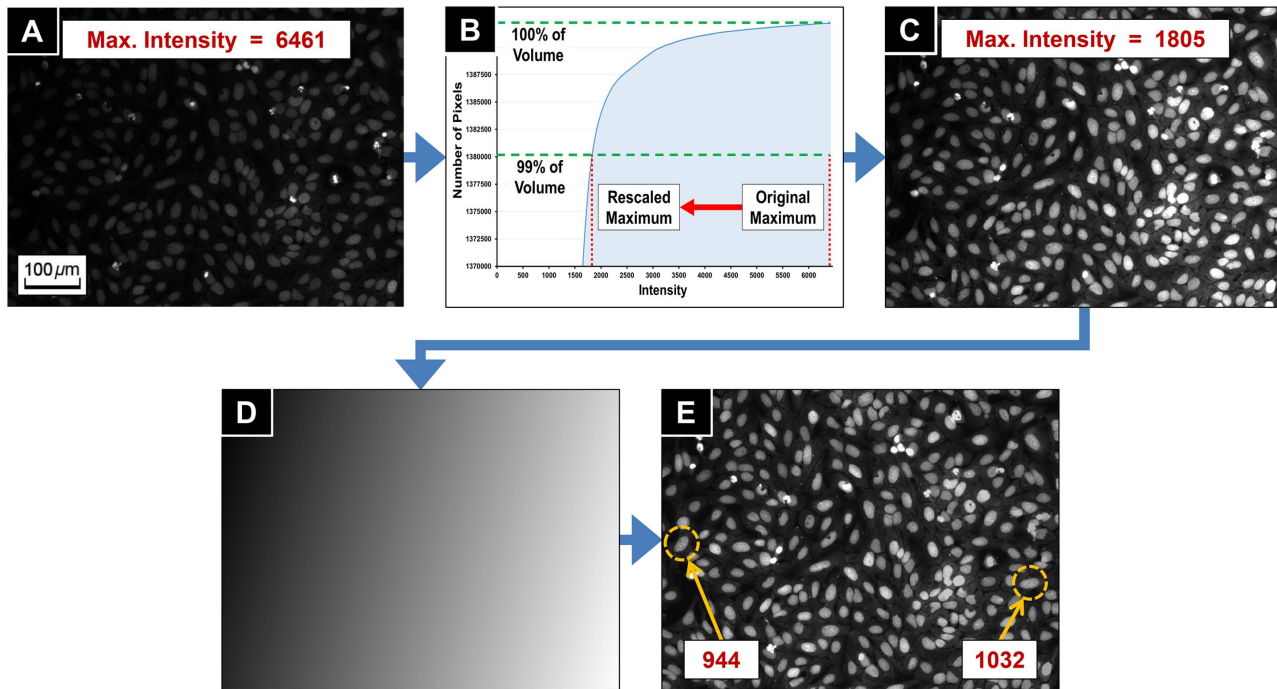 A
Max. Intensity = 6461
100 μm
B
100% of
Volume
99% of
Volume
Number of Pixels
1387500
1385000
1382500
1380000
1377500
1375000
1372500
1370000
Rescaled
Maximum
Original
Maximum
0 500 1000 1500 2000 2500 3000 3500 4000 4500 5000 5500 6000
Intensity
C
Max. Intensity = 1805
D
E
944
1032